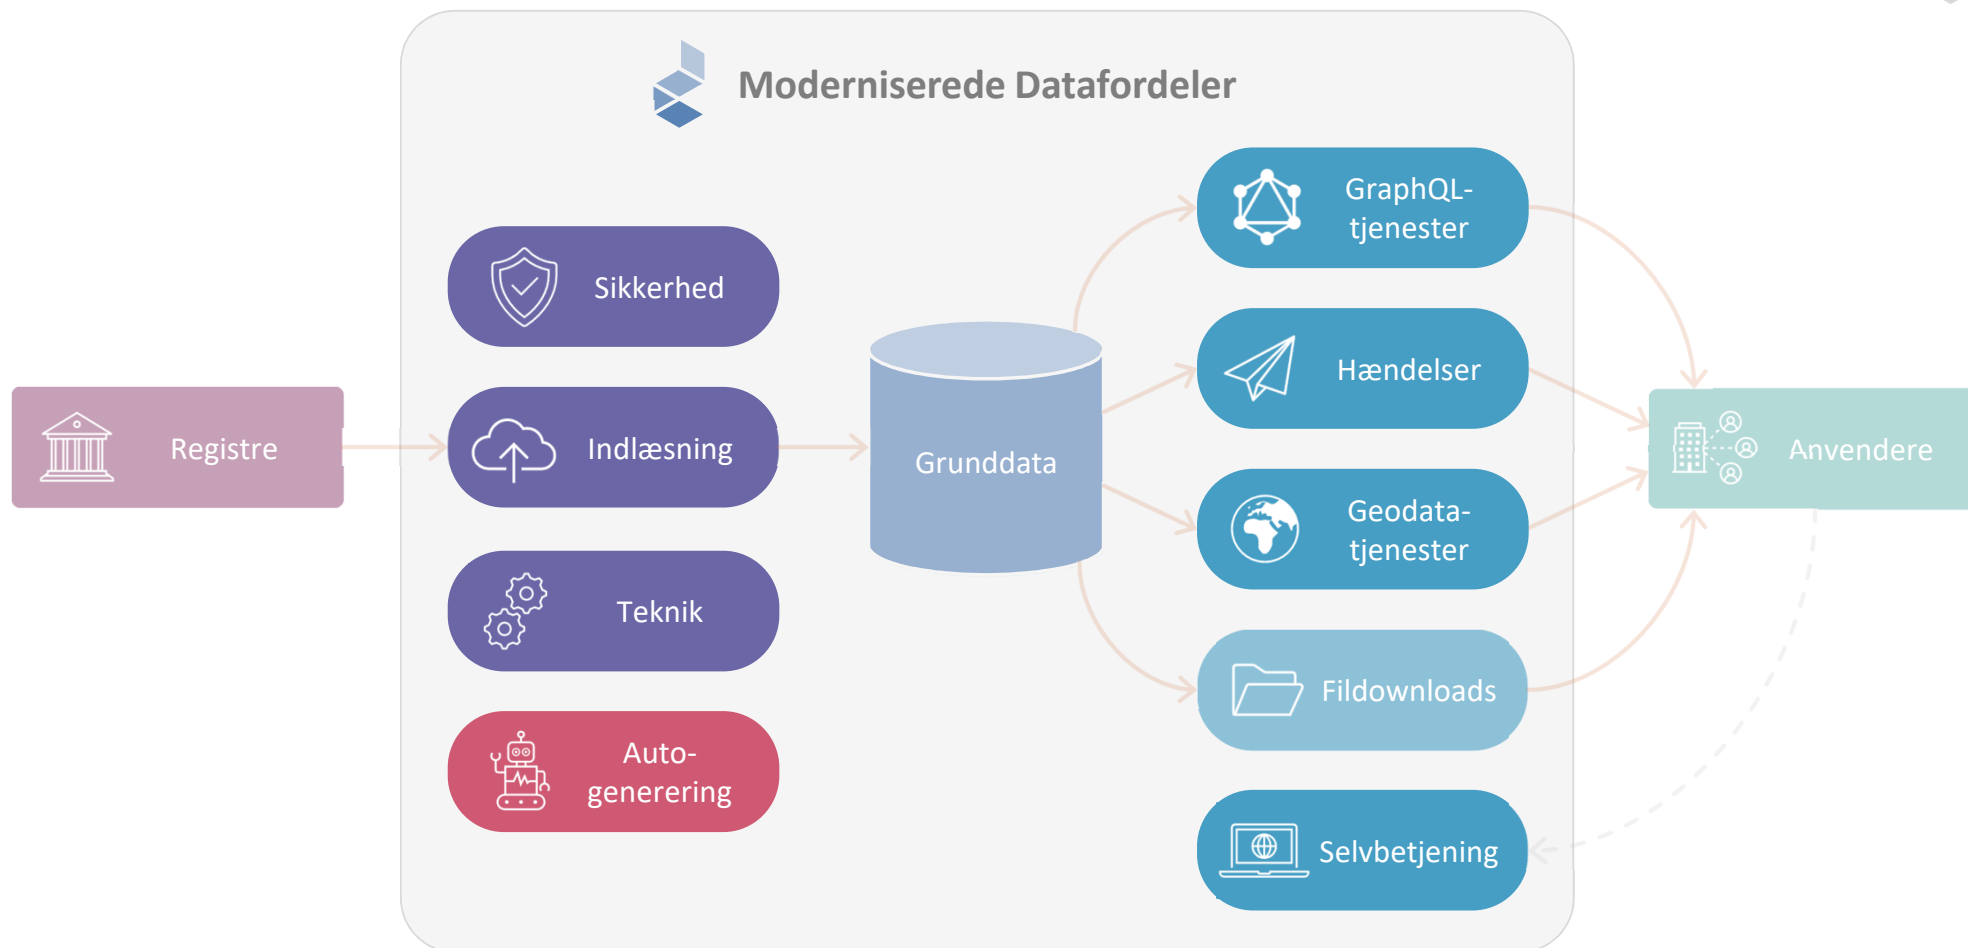 Moderniserede Datafordeler
Registre
Sikkerhed
Indlæsning
Teknik
Auto-
generering
Grunddata
GraphQL-
tjenester
Hændelser
Geodata-
tjenester
Fildownloads
Selvbetjening
Anvendere